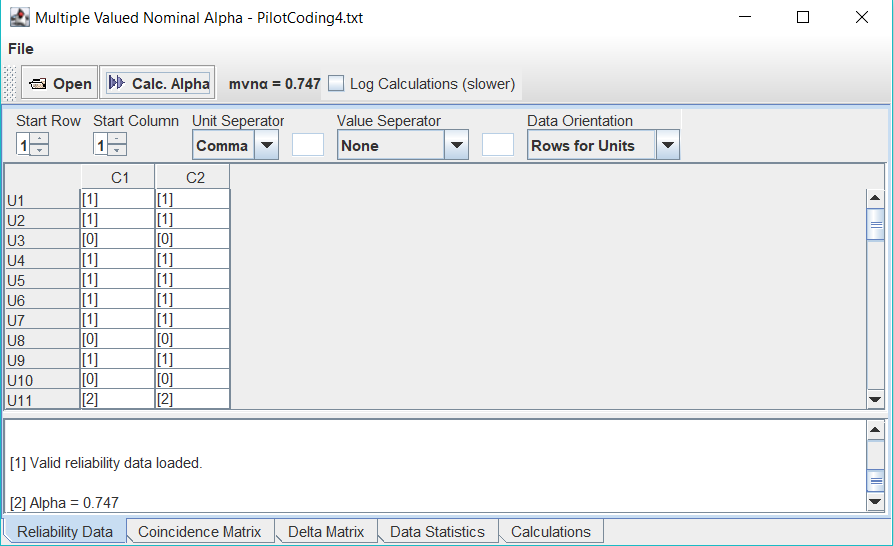 Multiple Valued Nominal Alpha - PilotCoding4.txt
File
Open Calc. Alpha mvnα = 0.747 Log Calculations (slower)
Start Row Start Column Unit Seperator Value Seperator Data Orientation
1 1 Comma None Rows for Units
C1 C2
U1 [1] [1]
U2 [1] [1]
U3 [0] [0]
U4 [1] [1]
U5 [1] [1]
U6 [1] [1]
U7 [1] [1]
U8 [0] [0]
U9 [1] [1]
U10 [0] [0]
U11 [2] [2]
[1] Valid reliability data loaded.
[2] Alpha = 0.747
Reliability Data Coincidence Matrix Delta Matrix Data Statistics Calculations